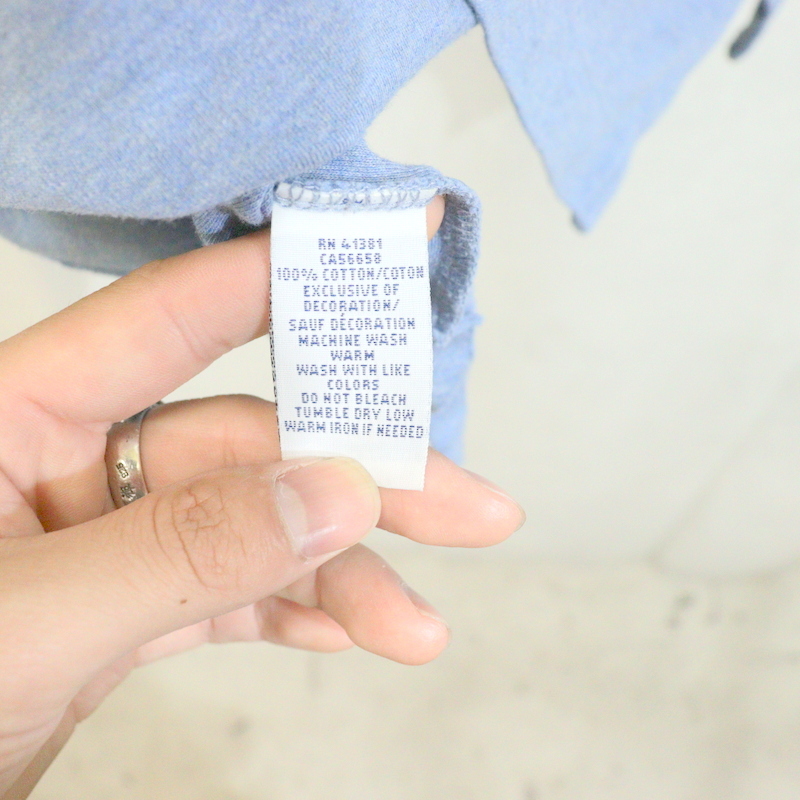 RN 41381
CA56658
100% COTTON/COTON
EXCLUSIVE OF
DECORATION/
SAUF DÉCORATION
MACHINE WASH
WARM
WASH WITH LIKE
COLORS
DO NOT BLEACH
TUMBLE DRY LOW
WARM IRON IF NEEDED